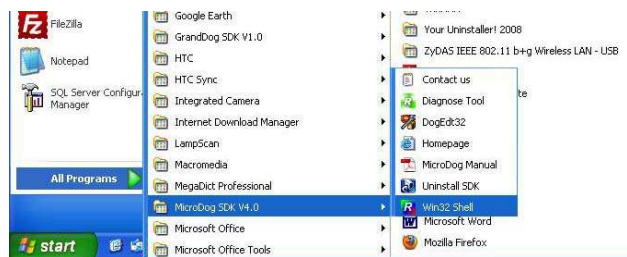 FileZilla
Notepad
SQL Server Configur-
Manager
All Programs
start
Google Earth
GrandDog SDK V1.0
HTC
HTC Sync
Integrated Camera
Internet Download Manager
LampScan
Macromedia
MegaDict Professional
MicroDog SDK V4.0
Microsoft Office
Microsoft Office Tools
Your Uninstaller! 2008
ZyDAS IEEE 802.11 b+g Wireless LAN - USB
Contact us
Diagnose Tool
te
DogEdt32
Homepage
MicroDog Manual
Uninstall SDK
Win32 Shell
Microsoft Word
Mozilla Firefox